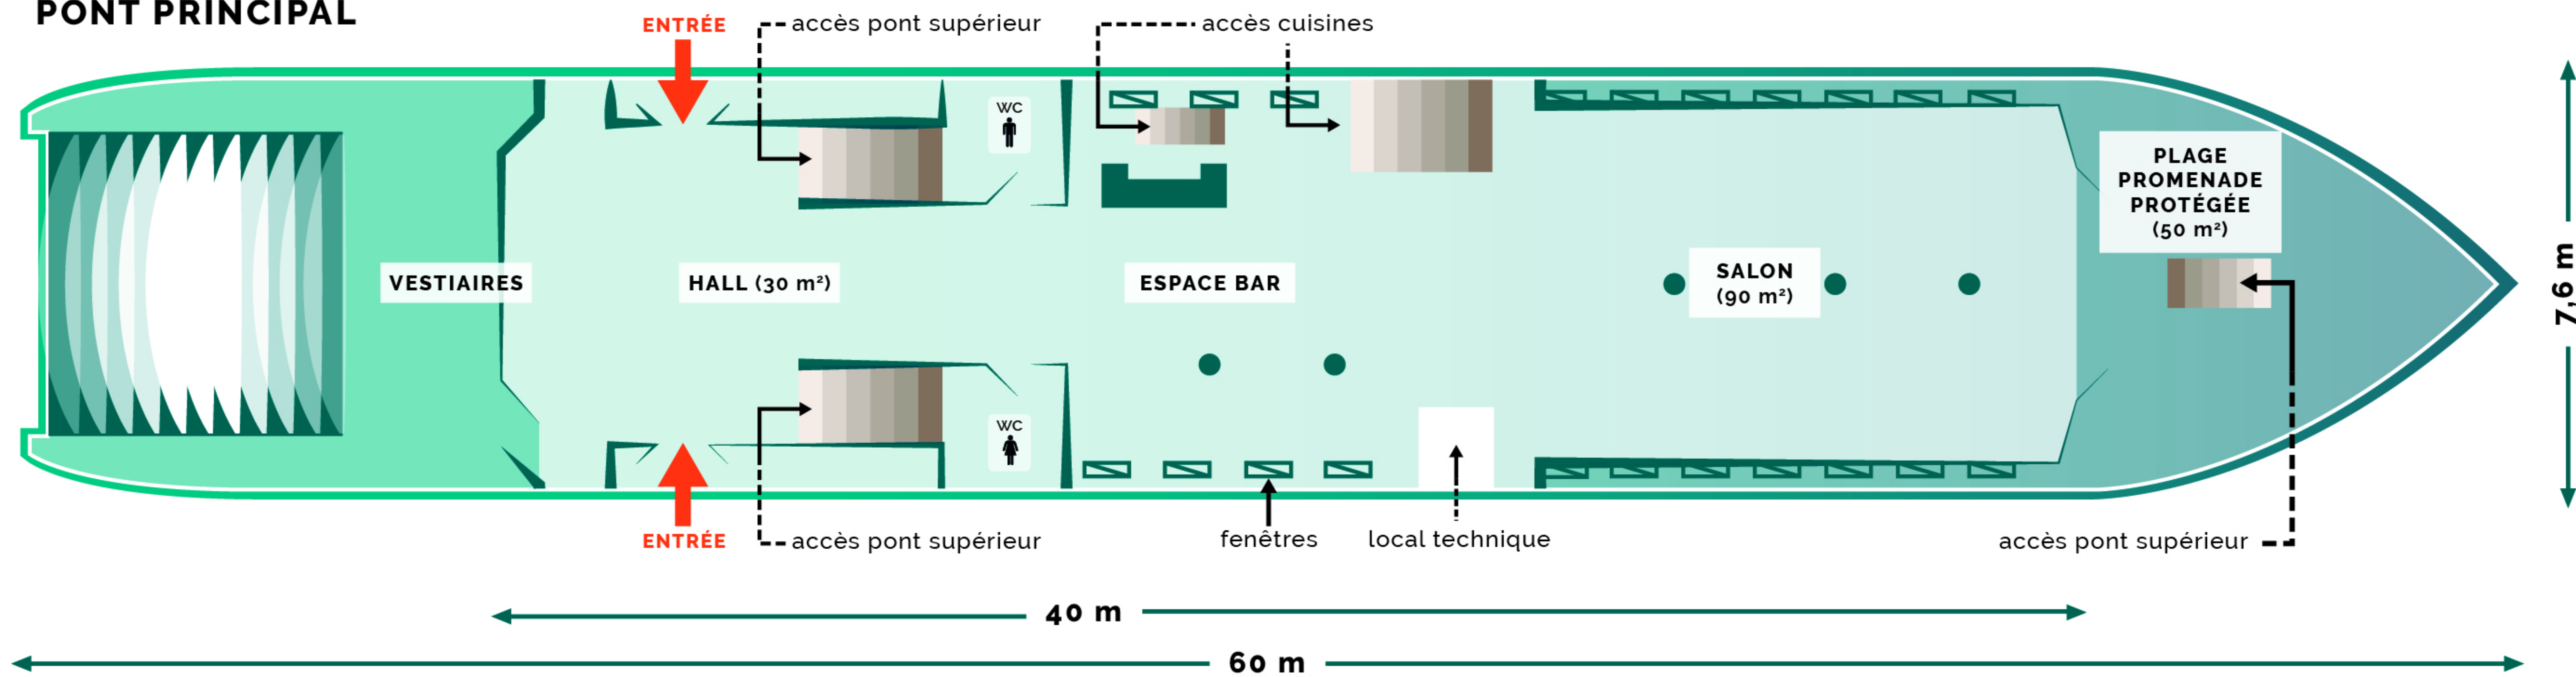 PONT PRINCIPAL
ENTRÉE
accès pont supérieur
accès cuisines
WC
PLAGE
PROMENADE
PROTÉGÉE
(50 m²)
VESTIAIRES
HALL (30 m²)
ESPACE BAR
SALON
(90 m²)
7,6 m
WC
ENTRÉE
accès pont supérieur
fenêtres
local technique
accès pont supérieur
40 m
60 m